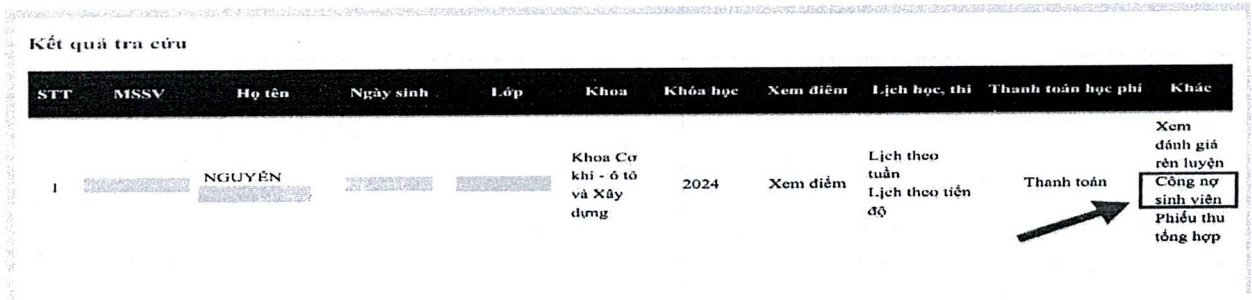 Kết quả tra cứu
STT MSSV Họ tên Ngày sinh Lớp Khoa Khóa học Xem điểm Lịch học, thi Thanh toán học phí Khác
1 NGUYỄN Khoa Cơ khí - ô tô và Xây dựng 2024 Xem điểm Lịch theo tuần Lịch theo tiến độ Thanh toán Xem đánh giá rèn luyện Công nợ sinh viên Phiếu thu tổng hợp